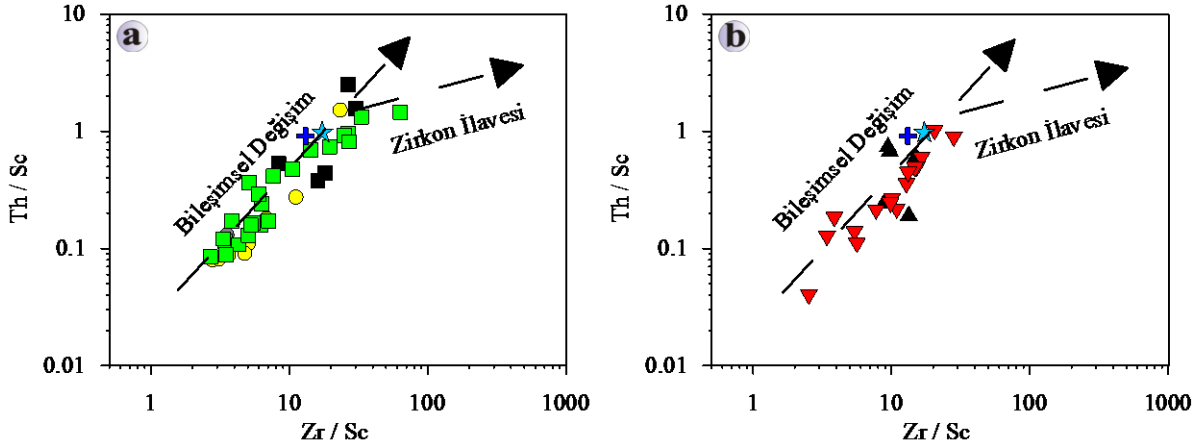 a
10
1
0.1
0.01
Th / Sc
Bileşimsel Değişim
Zirkon İlavesi
1
10
100
1000
Zr / Sc
b
10
1
0.1
0.01
Th / Sc
Bileşimsel Değişim
Zirkon İlavesi
1
10
100
1000
Zr / Sc